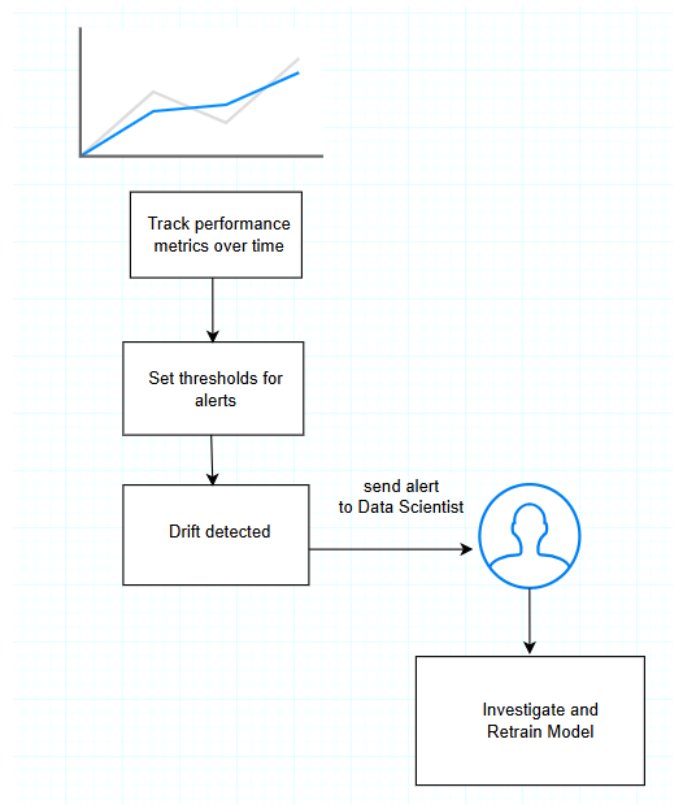 Track performance
metrics over time
Set thresholds for
alerts
send alert
to Data Scientist
Drift detected
Investigate and
Retrain Model